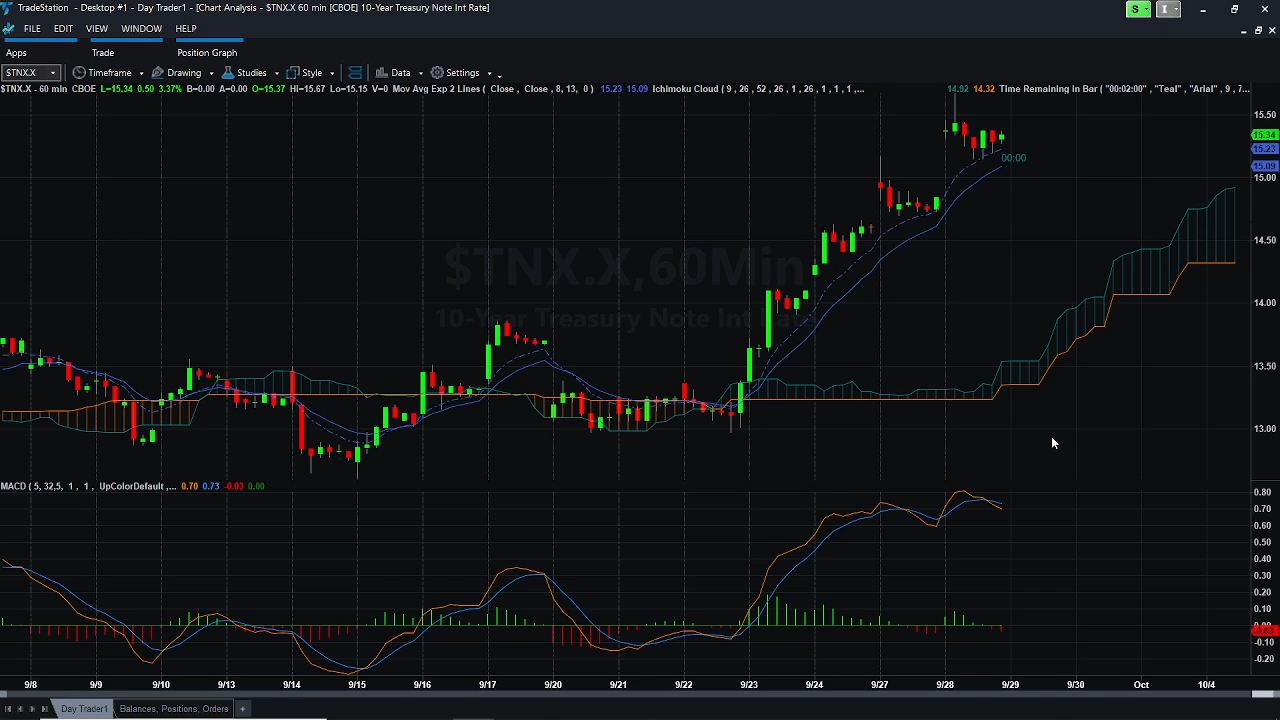 TradeStation - Desktop #1 - Day Trader1 - [Chart Analysis - $TNX.X 60 min [CBOE] 10-Year Treasury Note Int Rate]
S
I
FILE EDIT VIEW WINDOW HELP
Apps Trade Position Graph
$TNX.X Timeframe Drawing Studies Style Data Settings
$TNX.X - 60 min CBOE L=15.34 0.50 3.37% B=0.00 A=0.00 O=15.37 Hi=15.67 Lo=15.15 V=0 Mov Avg Exp 2 Lines ( Close , Close , 8, 13, 0 ) 15.23 15.09 Ichimoku Cloud ( 9 , 26 , 52 , 26 , 1 , 26 , 1 , 1 , 1 ,... 14.92 14.32 Time Remaining in Bar ( "00:02:00" , "Teal" , "Arial" , 9 , 7...
15.50
15.34
15.23
15.09
15.00
14.50
14.00
13.50
13.00
00:00
$TNX.X,60Min
10-Year Treasury Note Int Rate
MACD ( 5, 32,5, 1 , 1 , UpColorDefault ,... 0.70 0.73 -0.03 0.00
0.80
0.70
0.60
0.50
0.40
0.30
0.20
0.10
0.00
-0.03
-0.10
-0.20
9/8 9/9 9/10 9/13 9/14 9/15 9/16 9/17 9/20 9/21 9/22 9/23 9/24 9/27 9/28 9/29 9/30 Oct 10/4
Day Trader1 Balances, Positions, Orders +